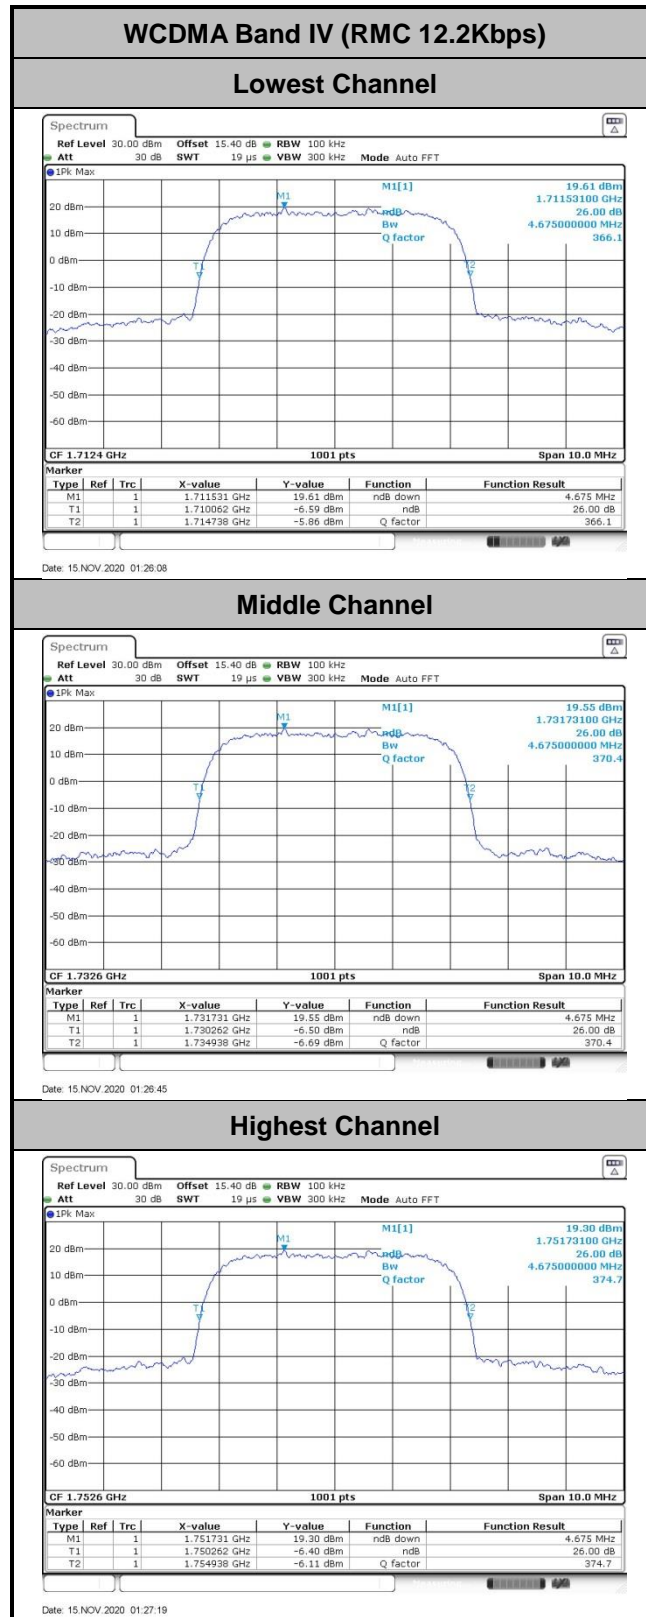 WCDMA Band IV (RMC 12.2Kbps)
Lowest Channel
Spectrum
Ref Level 30.00 dBm Offset 15.40 dB RBW 100 kHz
Att 30 dB SWT 19 µs VBW 300 kHz Mode Auto FFT
1Pk Max
M1[1] 19.61 dBm
1.71153100 GHz
ndB 26.00 dB
Bw 4.675000000 MHz
Q factor 366.1
M1
T1
T2
20 dBm
10 dBm
0 dBm
-10 dBm
-20 dBm
-30 dBm
-40 dBm
-50 dBm
-60 dBm
CF 1.7124 GHz 1001 pts Span 10.0 MHz
Marker
Type Ref Trc X-value Y-value Function Function Result
M1 1 1.711531 GHz 19.61 dBm ndB down 4.675 MHz
T1 1 1.710062 GHz -6.59 dBm ndB 26.00 dB
T2 1 1.714738 GHz -5.86 dBm Q factor 366.1
Date: 15.NOV.2020 01:26:08
Middle Channel
Spectrum
Ref Level 30.00 dBm Offset 15.40 dB RBW 100 kHz
Att 30 dB SWT 19 µs VBW 300 kHz Mode Auto FFT
1Pk Max
M1[1] 19.55 dBm
1.73173100 GHz
ndB 26.00 dB
Bw 4.675000000 MHz
Q factor 370.4
M1
T1
T2
20 dBm
10 dBm
0 dBm
-10 dBm
-20 dBm
-30 dBm
-40 dBm
-50 dBm
-60 dBm
CF 1.7326 GHz 1001 pts Span 10.0 MHz
Marker
Type Ref Trc X-value Y-value Function Function Result
M1 1 1.731731 GHz 19.55 dBm ndB down 4.675 MHz
T1 1 1.730262 GHz -6.50 dBm ndB 26.00 dB
T2 1 1.734938 GHz -6.69 dBm Q factor 370.4
Date: 15.NOV.2020 01:26:45
Highest Channel
Spectrum
Ref Level 30.00 dBm Offset 15.40 dB RBW 100 kHz
Att 30 dB SWT 19 µs VBW 300 kHz Mode Auto FFT
1Pk Max
M1[1] 19.30 dBm
1.75173100 GHz
ndB 26.00 dB
Bw 4.675000000 MHz
Q factor 374.7
M1
T1
T2
20 dBm
10 dBm
0 dBm
-10 dBm
-20 dBm
-30 dBm
-40 dBm
-50 dBm
-60 dBm
CF 1.7526 GHz 1001 pts Span 10.0 MHz
Marker
Type Ref Trc X-value Y-value Function Function Result
M1 1 1.751731 GHz 19.30 dBm ndB down 4.675 MHz
T1 1 1.750262 GHz -6.40 dBm ndB 26.00 dB
T2 1 1.754938 GHz -6.11 dBm Q factor 374.7
Date: 15.NOV.2020 01:27:19